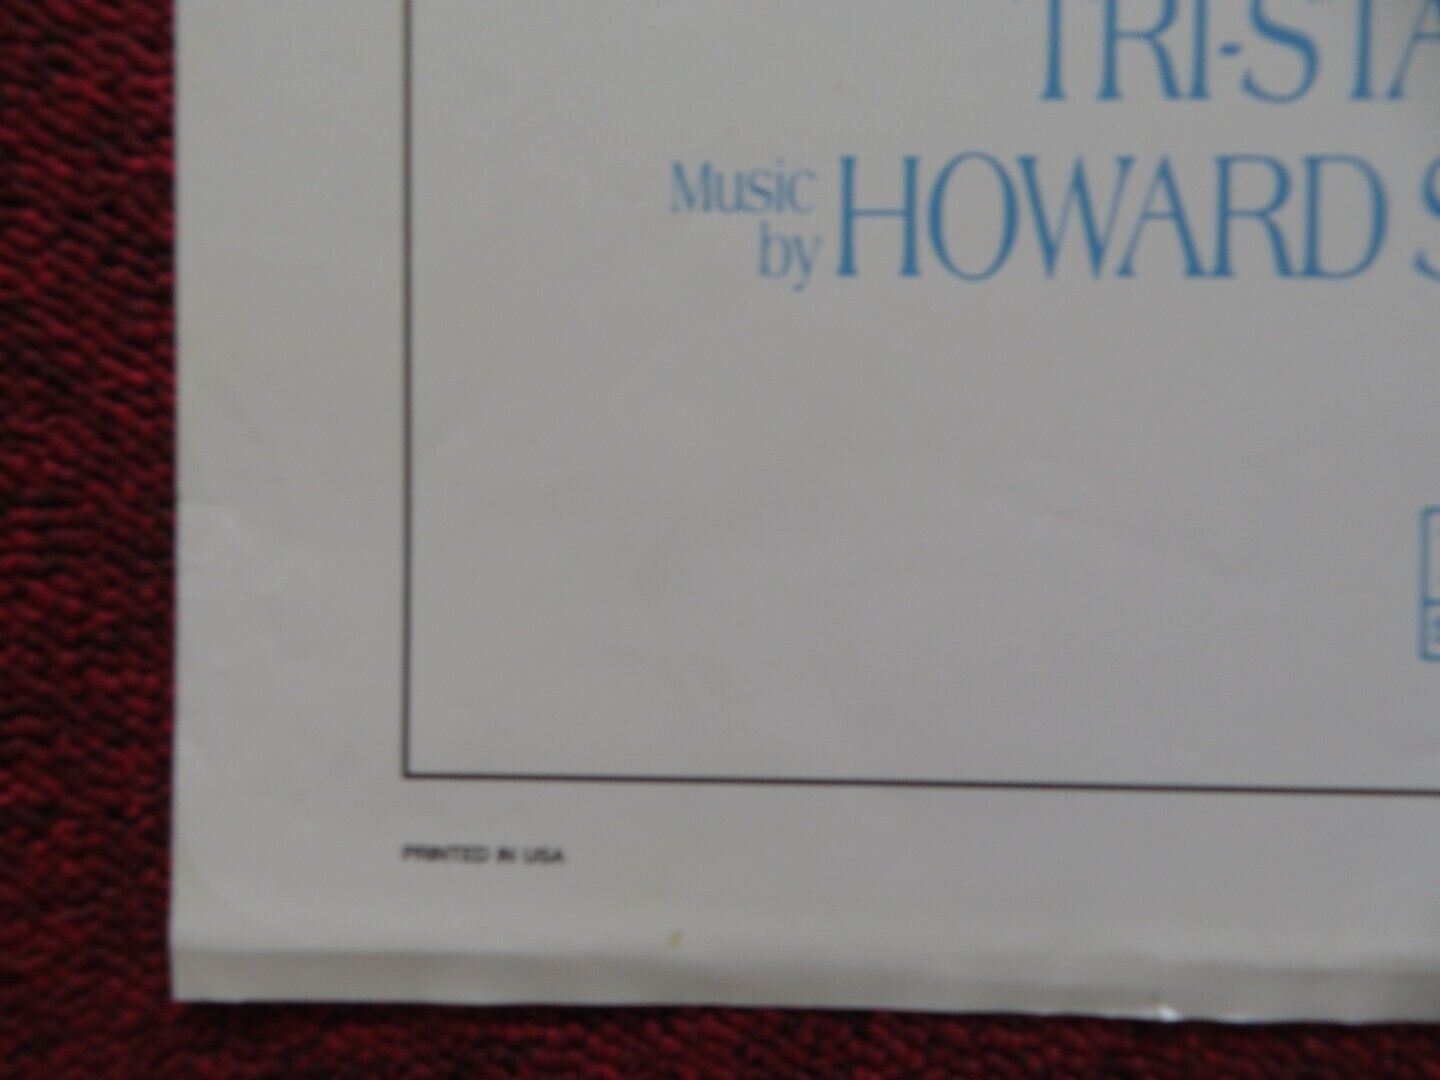 TRI-STA
Music by HOWARD S
PRINTED IN USA